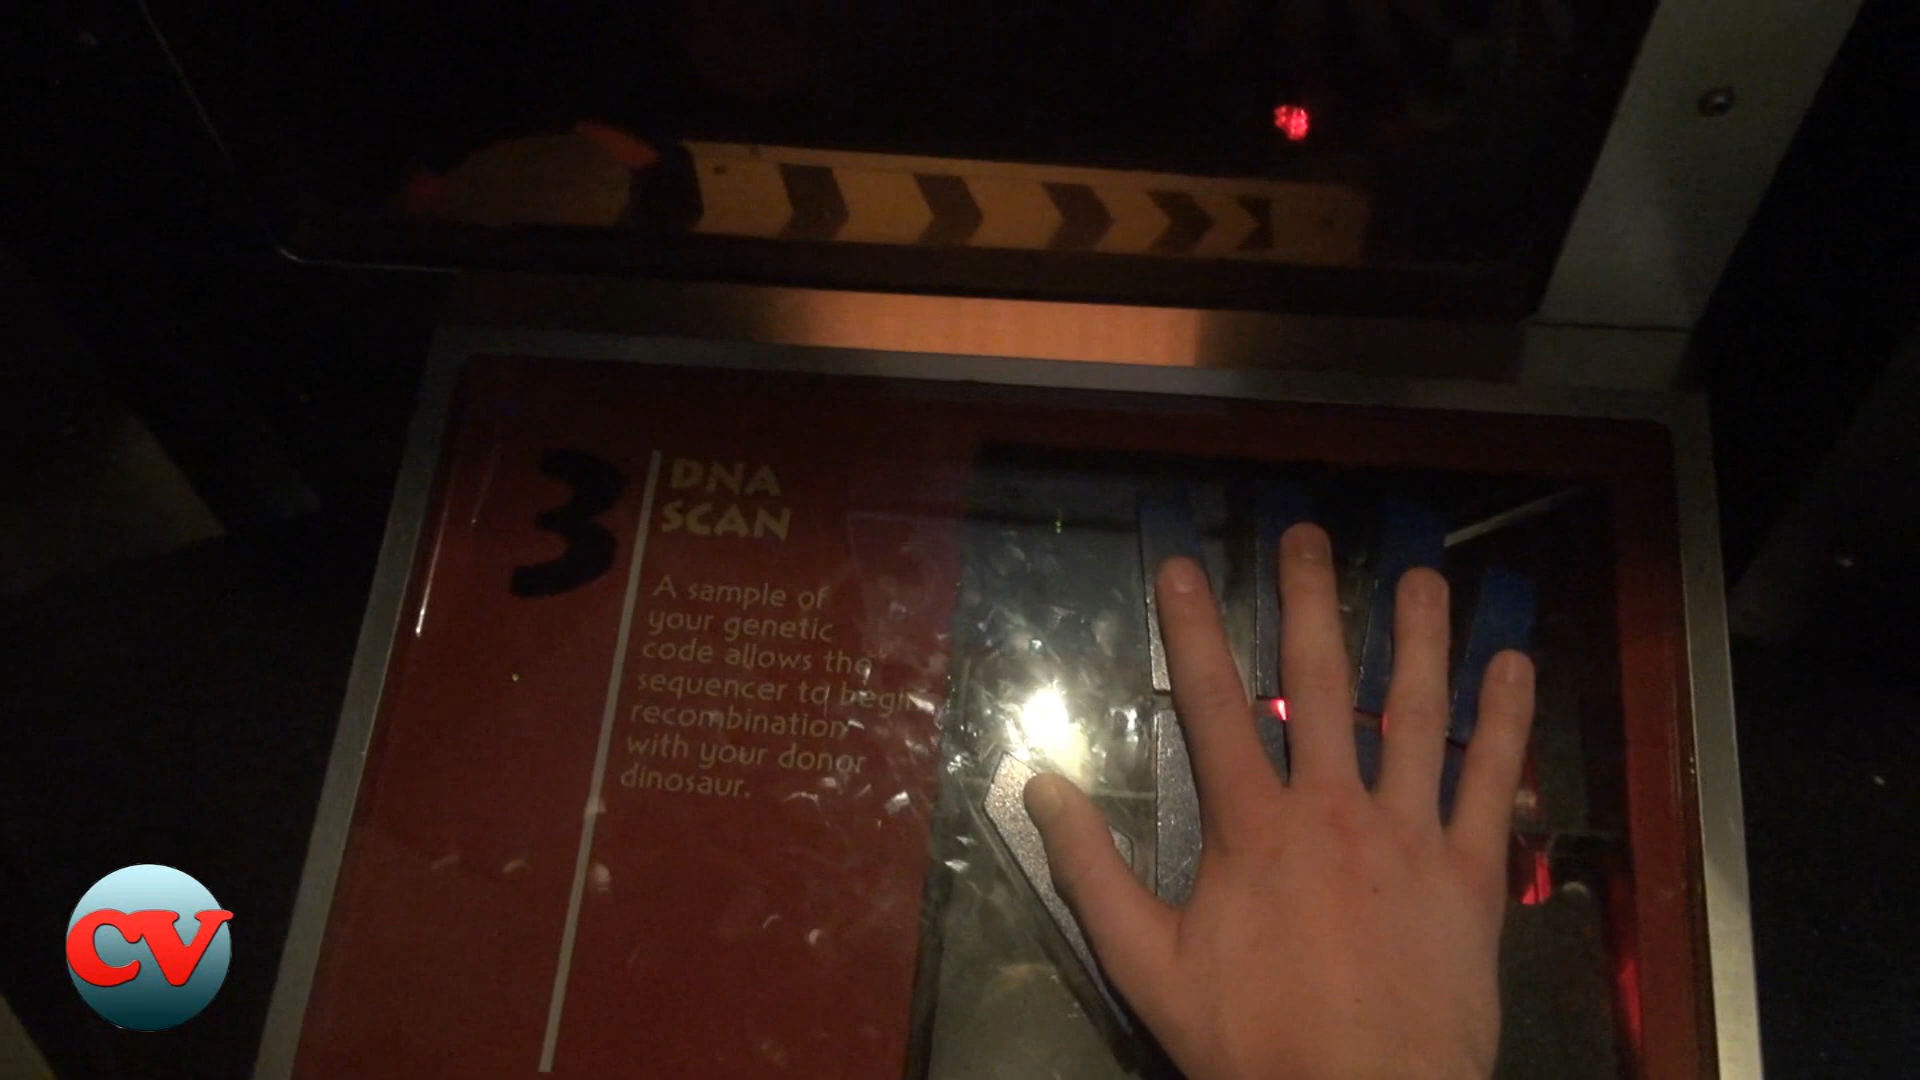 3
DNA
SCAN
A sample of
your genetic
code allows the
sequencer to begin
recombination
with your donor
dinosaur.
CV